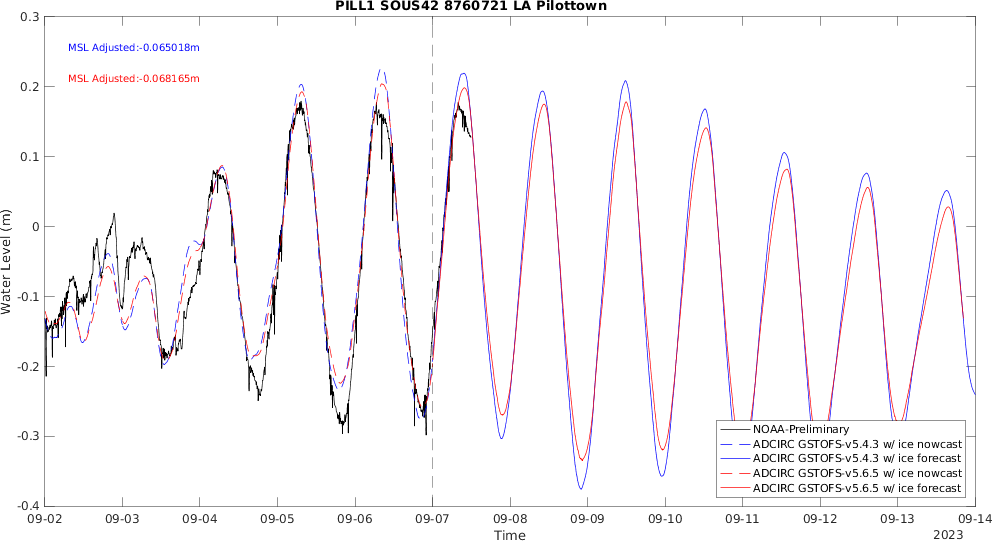 PILL1 SOUS42 8760721 LA Pilottown
MSL Adjusted:-0.065018m
MSL Adjusted:-0.068165m
Water Level (m)
0.3
0.2
0.1
0
-0.1
-0.2
-0.3
-0.4
NOAA-Preliminary
ADCIRC GSTOFS-v5.4.3 w/ ice nowcast
ADCIRC GSTOFS-v5.4.3 w/ ice forecast
ADCIRC GSTOFS-v5.6.5 w/ ice nowcast
ADCIRC GSTOFS-v5.6.5 w/ ice forecast
09-02 09-03 09-04 09-05 09-06 09-07 09-08 09-09 09-10 09-11 09-12 09-13 09-14
Time
2023